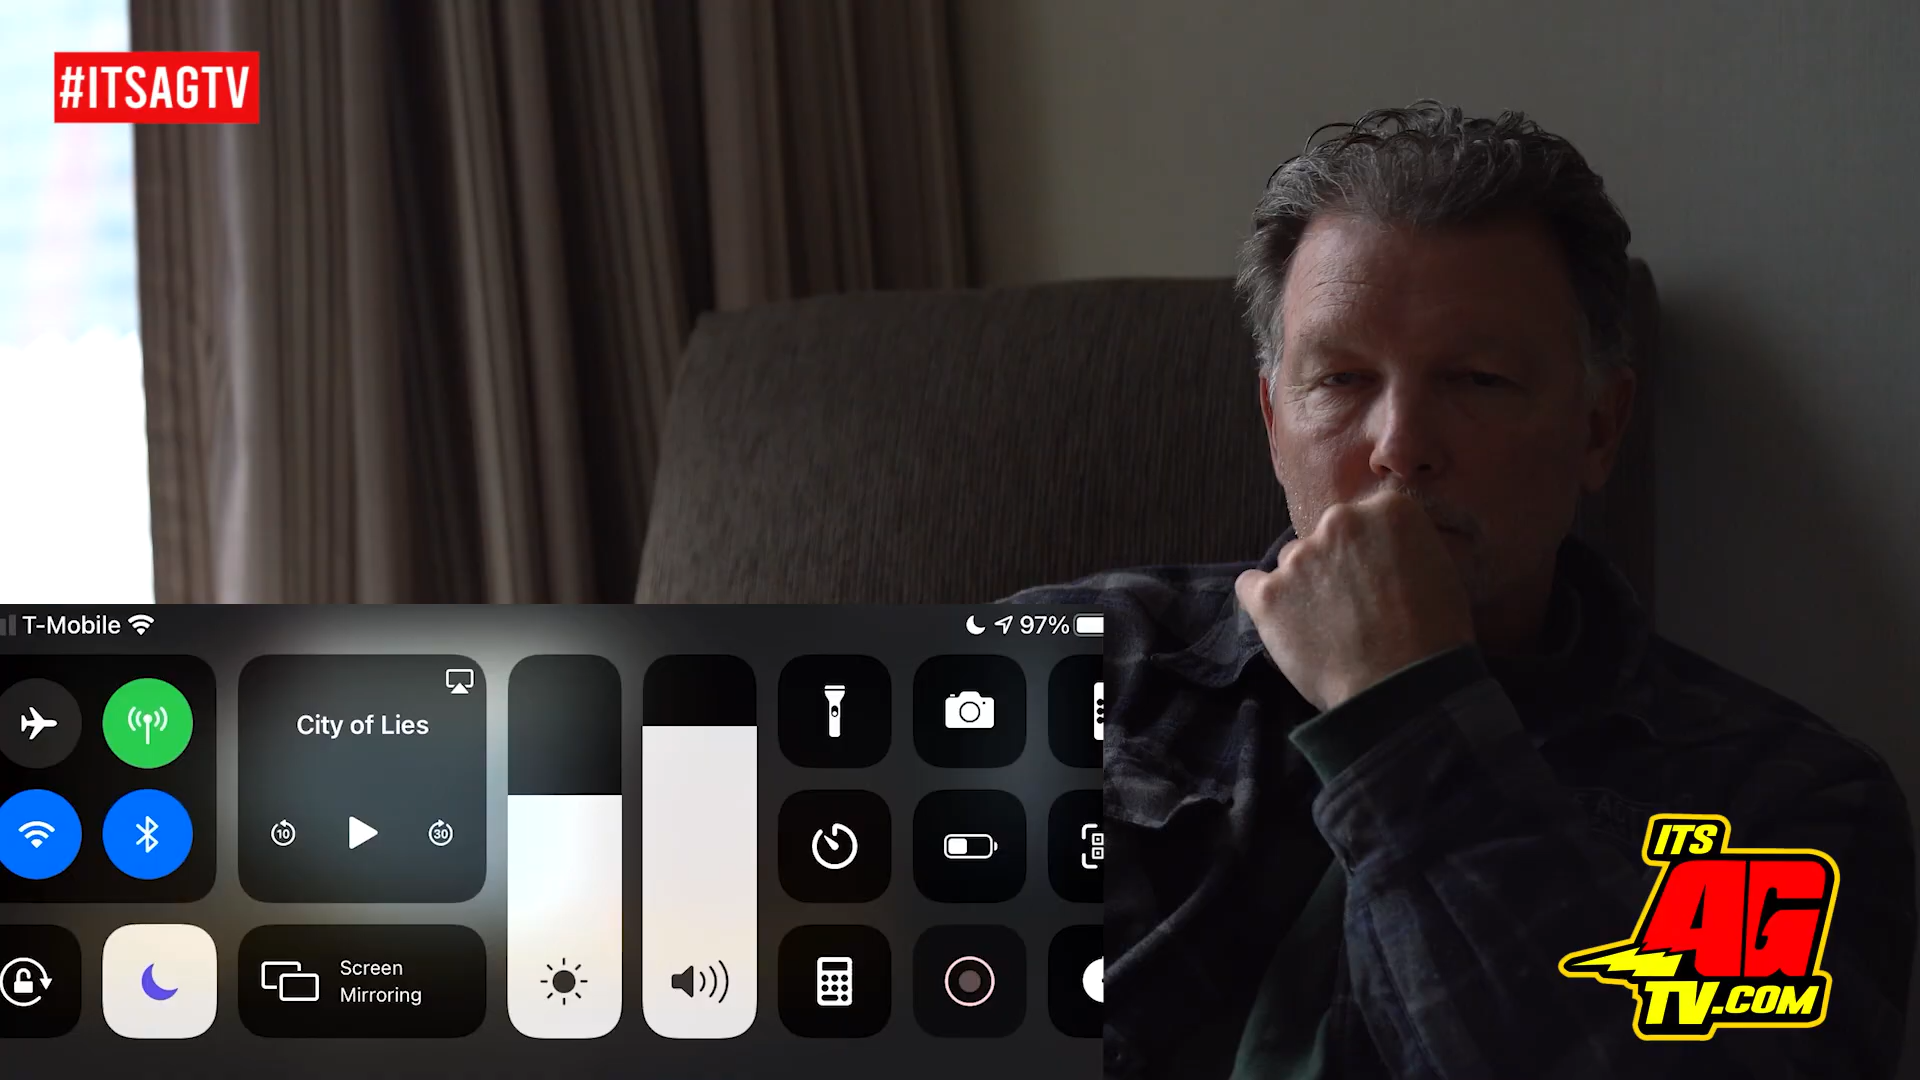 #ITSAGTV
T-Mobile
97%
City of Lies
10
30
Screen
Mirroring
ITS
AG
TV.COM